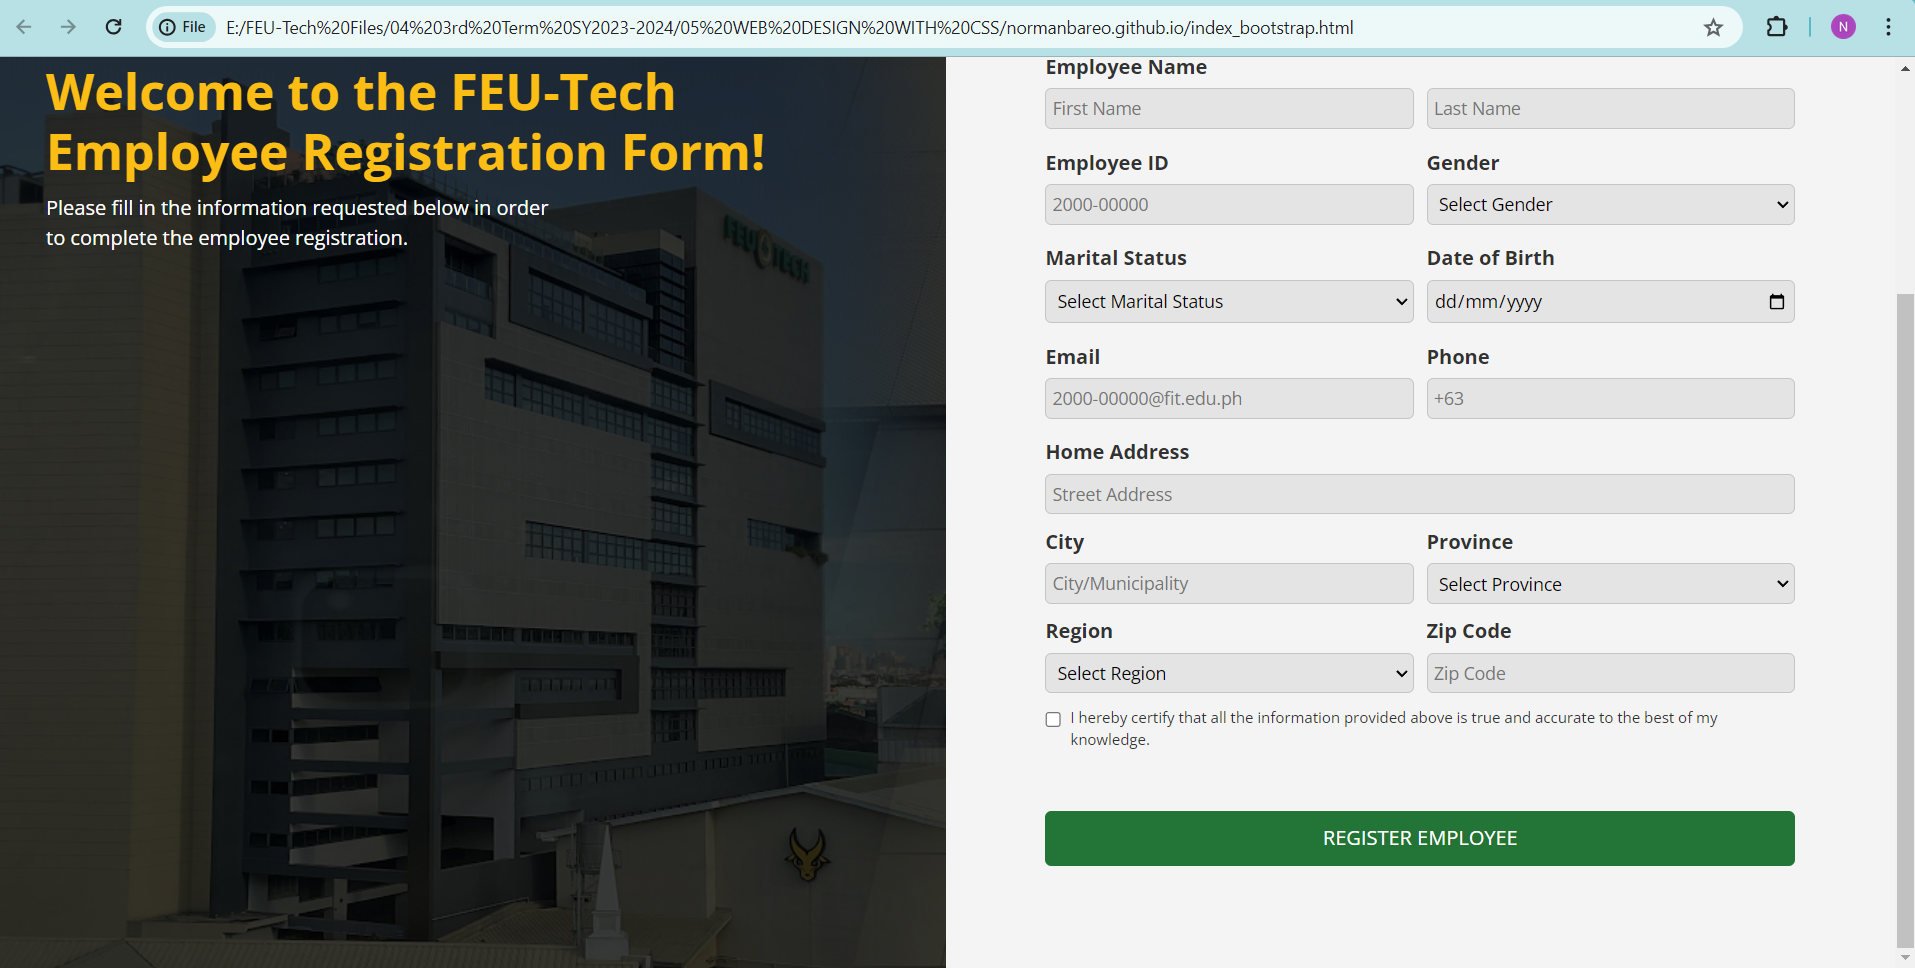 File
E:/FEU-Tech%20Files/04%203rd%20Term%20SY2023-2024/05%20WEB%20DESIGN%20WITH%20CSS/normanbareo.github.io/index_bootstrap.html
N
Welcome to the FEU-Tech
Employee Registration Form!
Please fill in the information requested below in order
to complete the employee registration.
FEU TECH
Employee Name
First Name
Last Name
Employee ID
Gender
2000-00000
Select Gender
Marital Status
Date of Birth
Select Marital Status
dd/mm/yyyy
Email
Phone
2000-00000@fit.edu.ph
+63
Home Address
Street Address
City
Province
City/Municipality
Select Province
Region
Zip Code
Select Region
Zip Code
I hereby certify that all the information provided above is true and accurate to the best of my
knowledge.
REGISTER EMPLOYEE